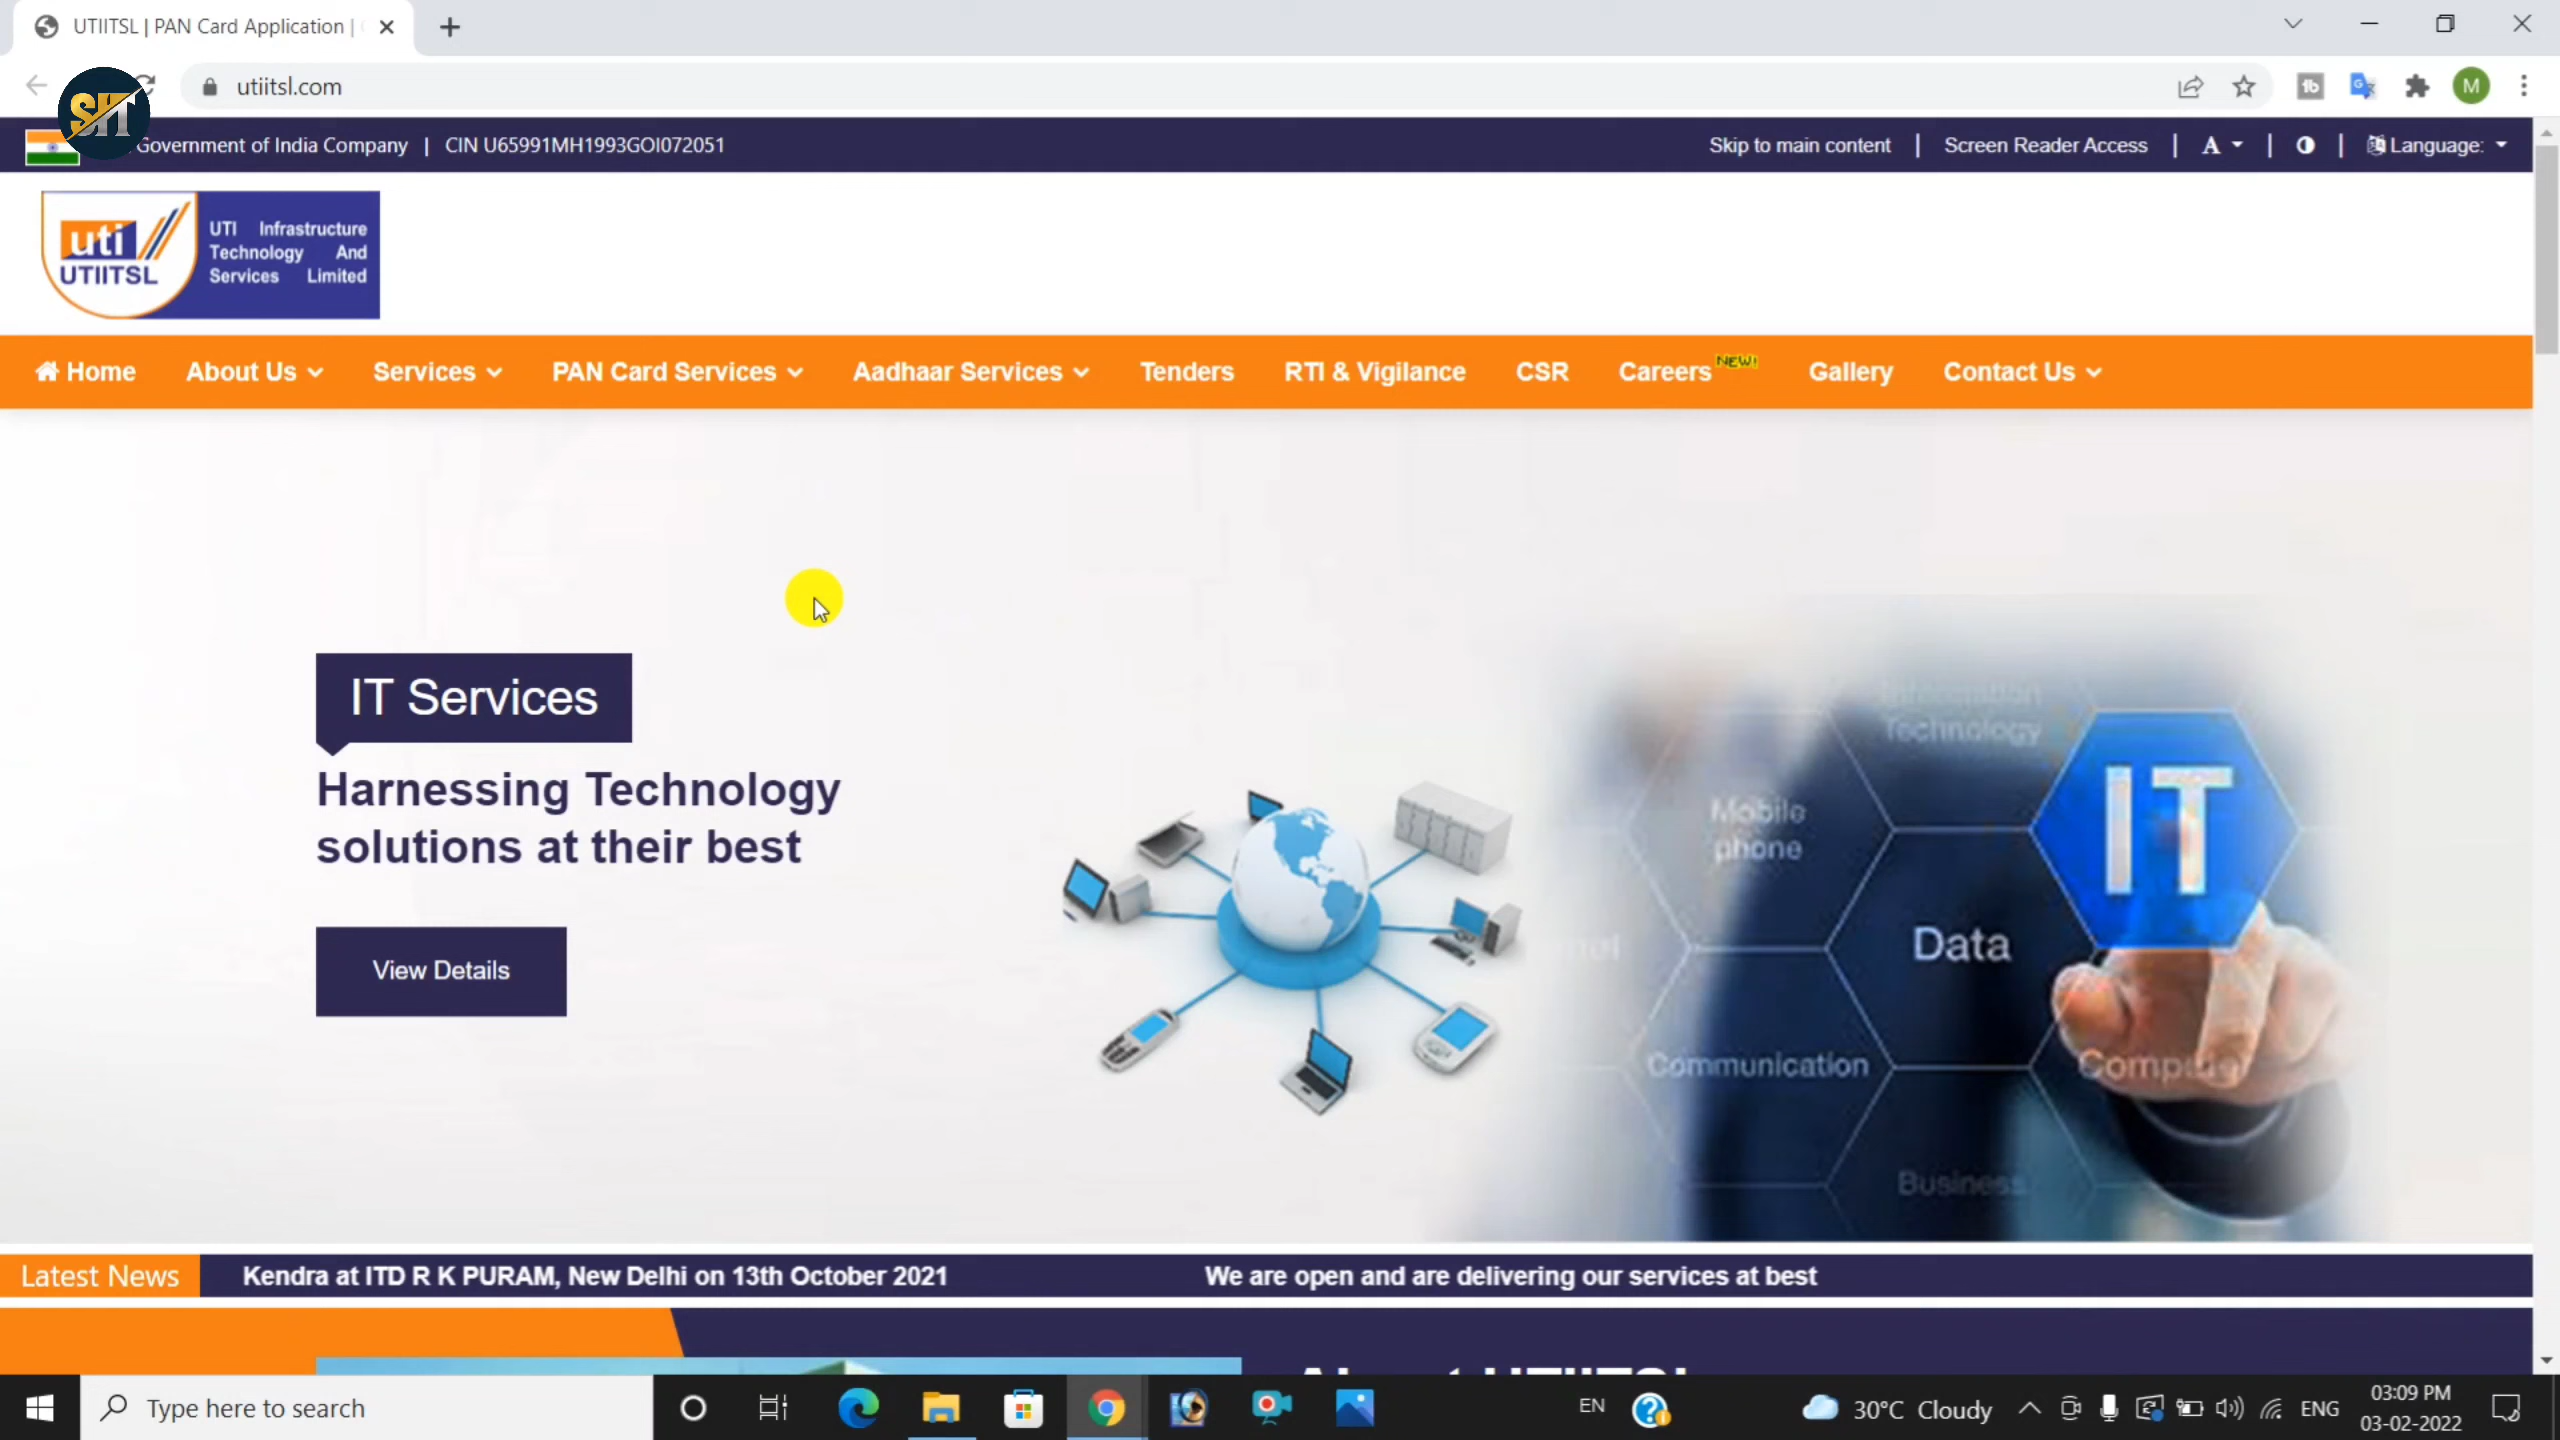 UTIITSL | PAN Card Application |
utiitsl.com
M
SHT
Government of India Company | CIN U65991MH1993GOI072051
Skip to main content | Screen Reader Access | A | | Language:
uti
UTIITSL
UTI Infrastructure
Technology And
Services Limited
Home About Us Services PAN Card Services Aadhaar Services Tenders RTI & Vigilance CSR Careers NEW! Gallery Contact Us
IT Services
Harnessing Technology
solutions at their best
View Details
Information
Technology
Mobile
phone
IT
Data
Communication
Computer
Business
Latest News Kendra at ITD R K PURAM, New Delhi on 13th October 2021 We are open and are delivering our services at best
Type here to search
EN
30°C Cloudy
ENG
03:09 PM
03-02-2022